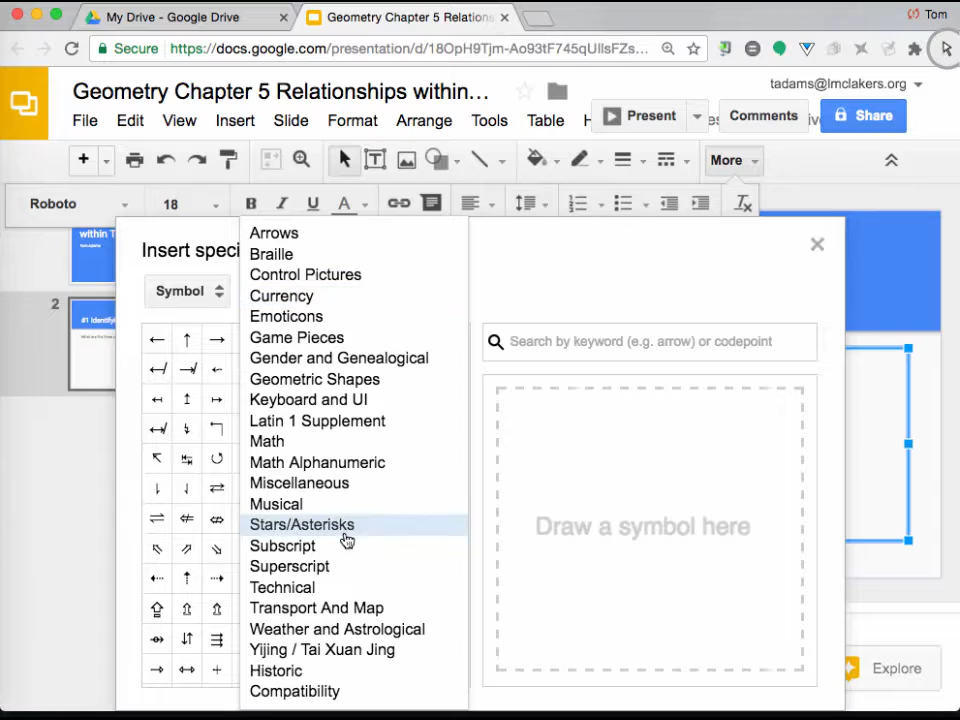 My Drive - Google Drive
Geometry Chapter 5 Relations
Tom
Secure
https://docs.google.com/presentation/d/18OpH9Tjm-Ao93tF745qUllsFZs...
Geometry Chapter 5 Relationships within...
tadams@lmclakers.org
File Edit View Insert Slide Format Arrange Tools Table H
Present
Comments
Share
More
Roboto 18 B I U A
within T
Insert speci
Symbol
Arrows
Braille
Control Pictures
Currency
Emoticons
Game Pieces
Gender and Genealogical
Geometric Shapes
Keyboard and UI
Latin 1 Supplement
Math
Math Alphanumeric
Miscellaneous
Musical
Stars/Asterisks
Subscript
Superscript
Technical
Transport And Map
Weather and Astrological
Yijing / Tai Xuan Jing
Historic
Compatibility
2
#1 Identifyi
Search by keyword (e.g. arrow) or codepoint
Draw a symbol here
Explore